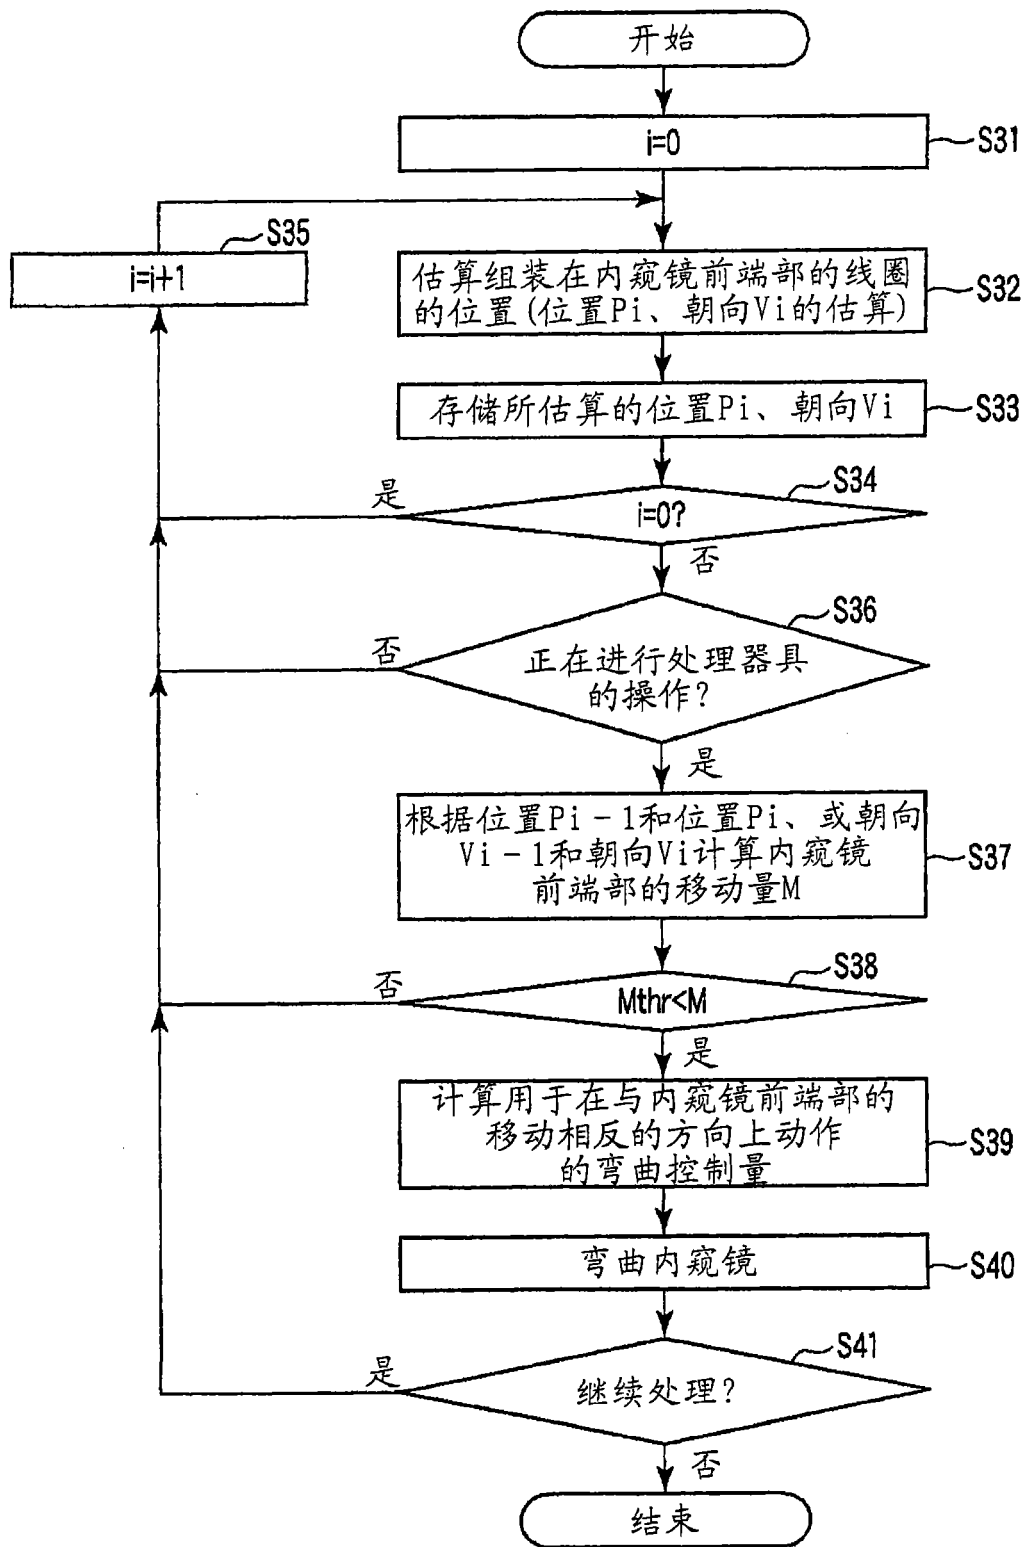 开始
i=0
S31
S35
i=i+1
估算组装在内窥镜前端部的线圈
的位置(位置Pi、朝向Vi的估算)
S32
存储所估算的位置Pi、朝向Vi
S33
S34
是
i=0?
否
S36
否
正在进行处理器具
的操作?
是
根据位置Pi-1和位置Pi、或朝向
Vi-1和朝向Vi计算内窥镜
前端部的移动量M
S37
S38
否
Mthr<M
是
计算用于在与内窥镜前端部的
移动相反的方向上动作
的弯曲控制量
S39
弯曲内窥镜
S40
S41
是
继续处理?
否
结束